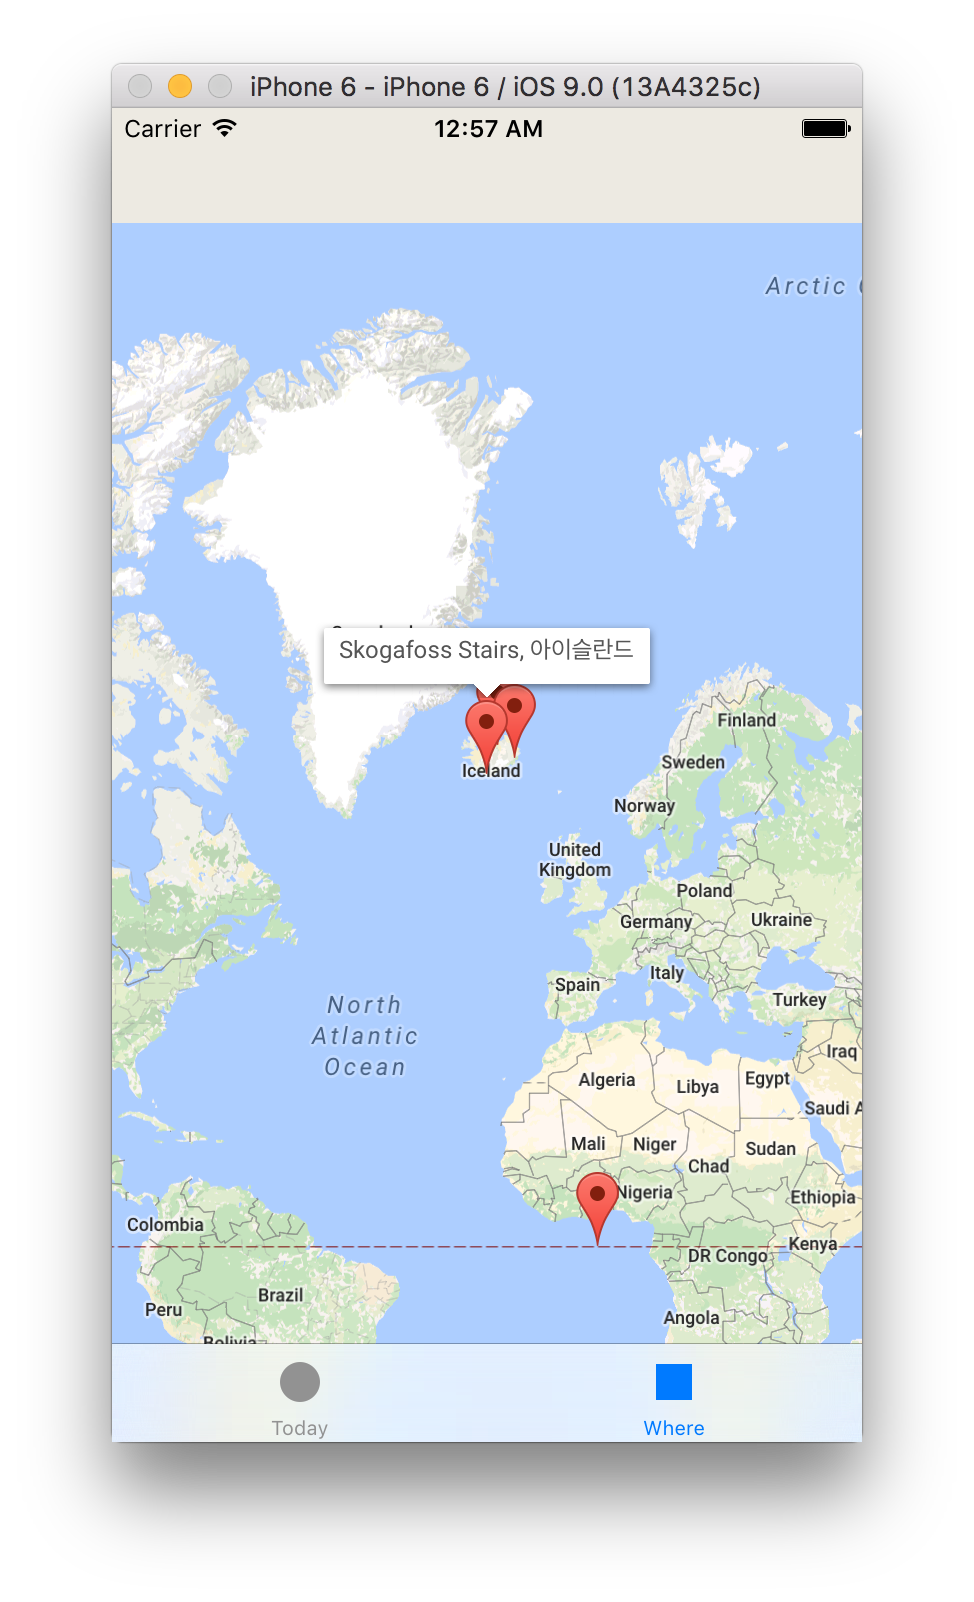 iPhone 6 - iPhone 6 / iOS 9.0 (13A4325c)
Carrier 12:57 AM
Arctic
Skogafoss Stairs, 아이슬란드
Finland
Sweden
Iceland
Norway
United
Kingdom
Poland
Germany
Ukraine
Italy
Spain
Turkey
North
Atlantic
Ocean
Iraq
Algeria
Libya
Egypt
Saudi A
Mali
Niger
Sudan
Chad
Nigeria
Ethiopia
Colombia
Kenya
DR Congo
Brazil
Peru
Angola
Bolivia
Today
Where